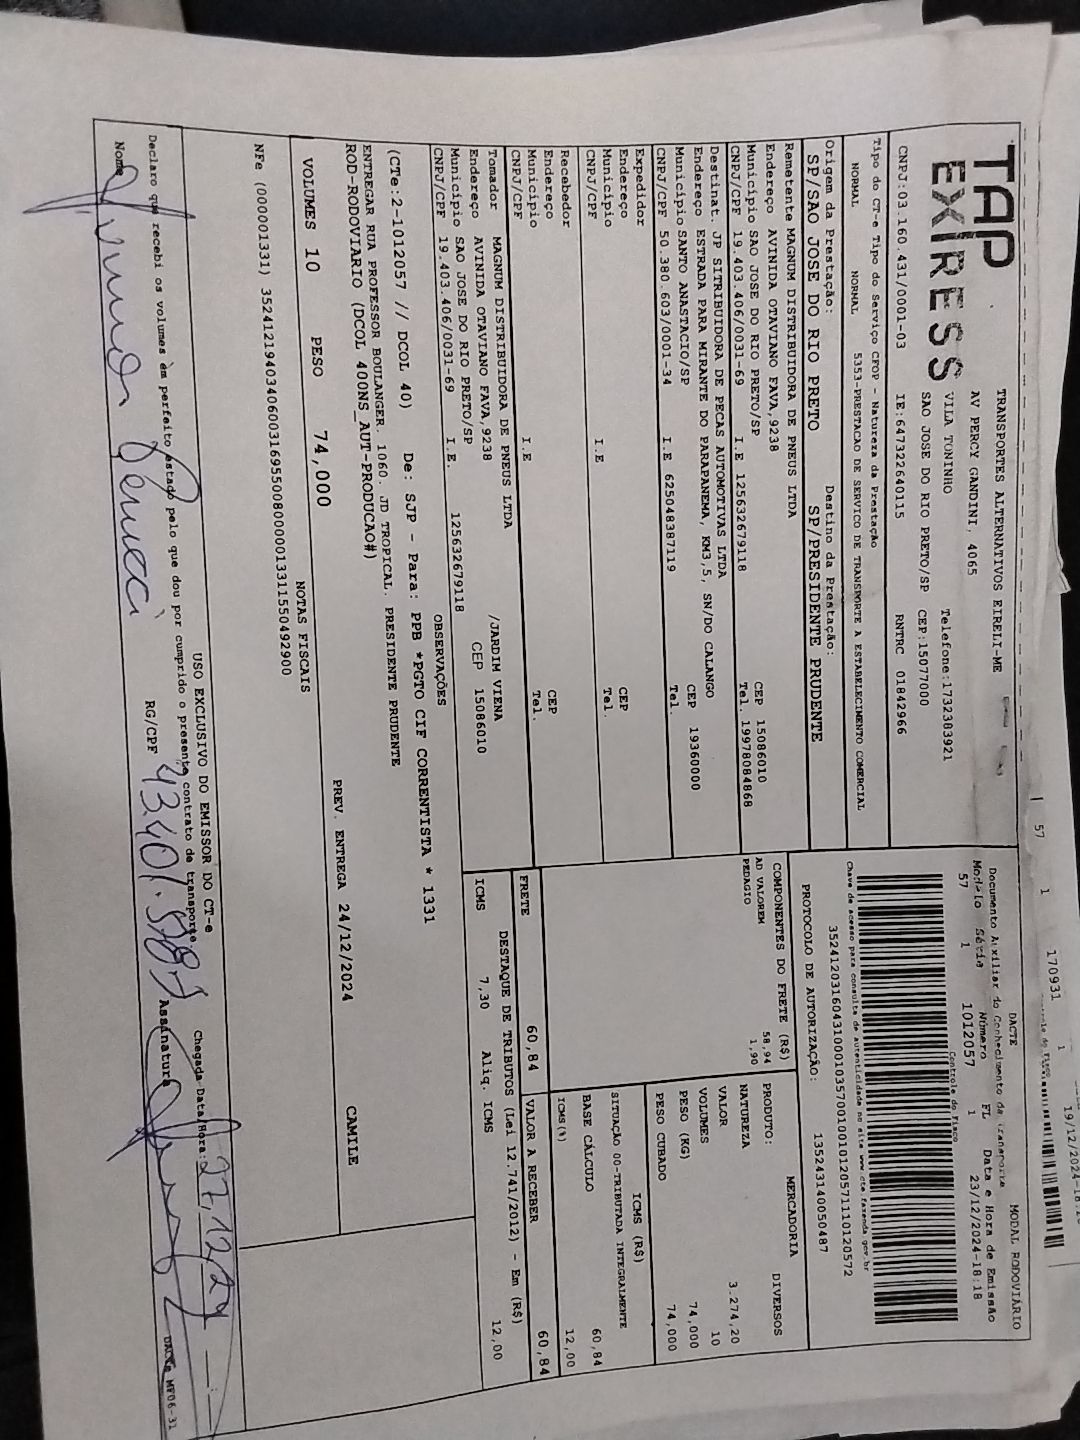 TAP
EXPRESS
TRANSPORTES ALTERNATIVOS EIRELI-ME
AV PERCY GANDINI, 4065
VILA TONINHO Telefone:1732383921
SAO JOSE DO RIO PRETO/SP CEP:15077000
CNPJ:03.160.431/0001-03 IE:647322640115 RNTRC 01842966
Tipo do CT-e Tipo do Serviço CFOP - Natureza da Prestação
NORMAL NORMAL 5353-PRESTACAO DE SERVICO DE TRANSPORTE A ESTABELECIMENTO COMERCIAL
Origem da Prestação: Destino da Prestação:
SP/SAO JOSE DO RIO PRETO SP/PRESIDENTE PRUDENTE
Remetente MAGNUM DISTRIBUIDORA DE PNEUS LTDA
Endereço AVINIDA OTAVIANO FAVA,9238
Município SAO JOSE DO RIO PRETO/SP CEP 15086010
CNPJ/CPF 19.403.406/0031-69 I.E 125632679118 Tel. 19978084868
Destinat. JP SITRIBUIDORA DE PECAS AUTOMOTIVAS LTDA
Endereço ESTRADA PARA MIRANTE DO PARAPANEMA, KM3,5, SN/DO CALANGO
Município SANTO ANASTACIO/SP CEP 19360000
CNPJ/CPF 50.380.603/0001-34 I.E 625048387119 Tel.
Expedidor
Endereço
Município CEP
CNPJ/CPF I.E Tel.
Recebedor
Endereço
Município CEP
CNPJ/CPF I.E Tel.
Tomador MAGNUM DISTRIBUIDORA DE PNEUS LTDA
Endereço AVINIDA OTAVIANO FAVA,9238 /JARDIM VIENA
Município SAO JOSE DO RIO PRETO/SP CEP 15086010
CNPJ/CPF 19.403.406/0031-69 I.E. 125632679118
OBSERVAÇÕES
(CTe:2-1012057 // DCOL 40) De: SJP - Para: PPB *PGTO CIF CORRENTISTA * 1331
ENTREGAR RUA PROFESSOR BOULANGER, 1060. JD TROPICAL. PRESIDENTE PRUDENTE
ROD-RODOVIARIO (DCOL 400NS_AUT-PRODUCAO#)
VOLUMES 10 PESO 74,000 PREV. ENTREGA 24/12/2024 CAMILE
NOTAS FISCAIS
NFe (000001331) 35241219403406003169550080000013311550492900
USO EXCLUSIVO DO EMISSOR DO CT-e
Declaro que recebi os volumes em perfeito estado pelo que dou por cumprido o presente contrato de transporte
Chegada Data/Hora: 27/12/24
Nome RG/CPF Assinatura
57 1 170931 1 19/12/2024-18:
DACTE MODAL RODOVIÁRIO
Documento Auxiliar do Conhecimento de Transporte
Modelo Série Número FL Data e Hora de Emissão
57 1 1012057 1 23/12/2024-18:18
Controle do Fisco
Chave de acesso para consulta de autenticidade no site www.cte.fazenda.gov.br
35241203160431000103570010010120571110120572
PROTOCOLO DE AUTORIZAÇÃO: 135243140050487
COMPONENTES DO FRETE (R$)
AD VALOREM 58,94
PEDAGIO 1,90
MERCADORIA
PRODUTO: DIVERSOS
NATUREZA
VALOR 3.274,20
VOLUMES 10
PESO (KG) 74,000
PESO CUBADO 74,000
ICMS (R$)
SITUAÇÃO 00-TRIBUTADA INTEGRALMENTE
BASE CÁLCULO 60,84
ICMS(%) 12,00
FRETE 60,84 VALOR A RECEBER 60,84
DESTAQUE DE TRIBUTOS (Lei 12.741/2012) - Em (R$)
ICMS 7,30 Aliq. ICMS 12,00